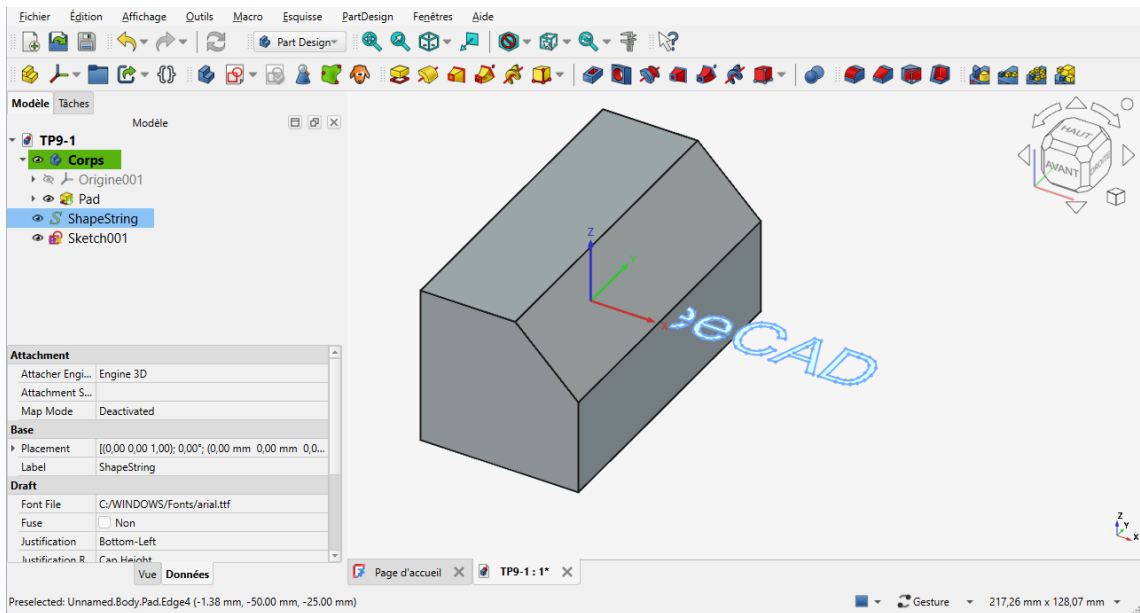 Fichier Édition Affichage Outils Macro Esquisse PartDesign Fenêtres Aide
Part Design
Modèle Tâches
Modèle
TP9-1
Corps
Origine001
Pad
ShapeString
Sketch001
HAUT
AVANT
DROITE
Z
Y
X
eCAD
Attachment
Attacher Engi... Engine 3D
Attachment S...
Map Mode Deactivated
Base
Placement [(0,00 0,00 1,00); 0,00°; (0,00 mm 0,00 mm 0,0...
Label ShapeString
Draft
Font File C:/WINDOWS/Fonts/arial.ttf
Fuse Non
Justification Bottom-Left
Justification R... Cap Height
Z
Y
X
Vue Données
Page d'accueil TP9-1 : 1*
Preselected: Unnamed.Body.Pad.Edge4 (-1.38 mm, -50.00 mm, -25.00 mm)
Gesture 217,26 mm x 128,07 mm